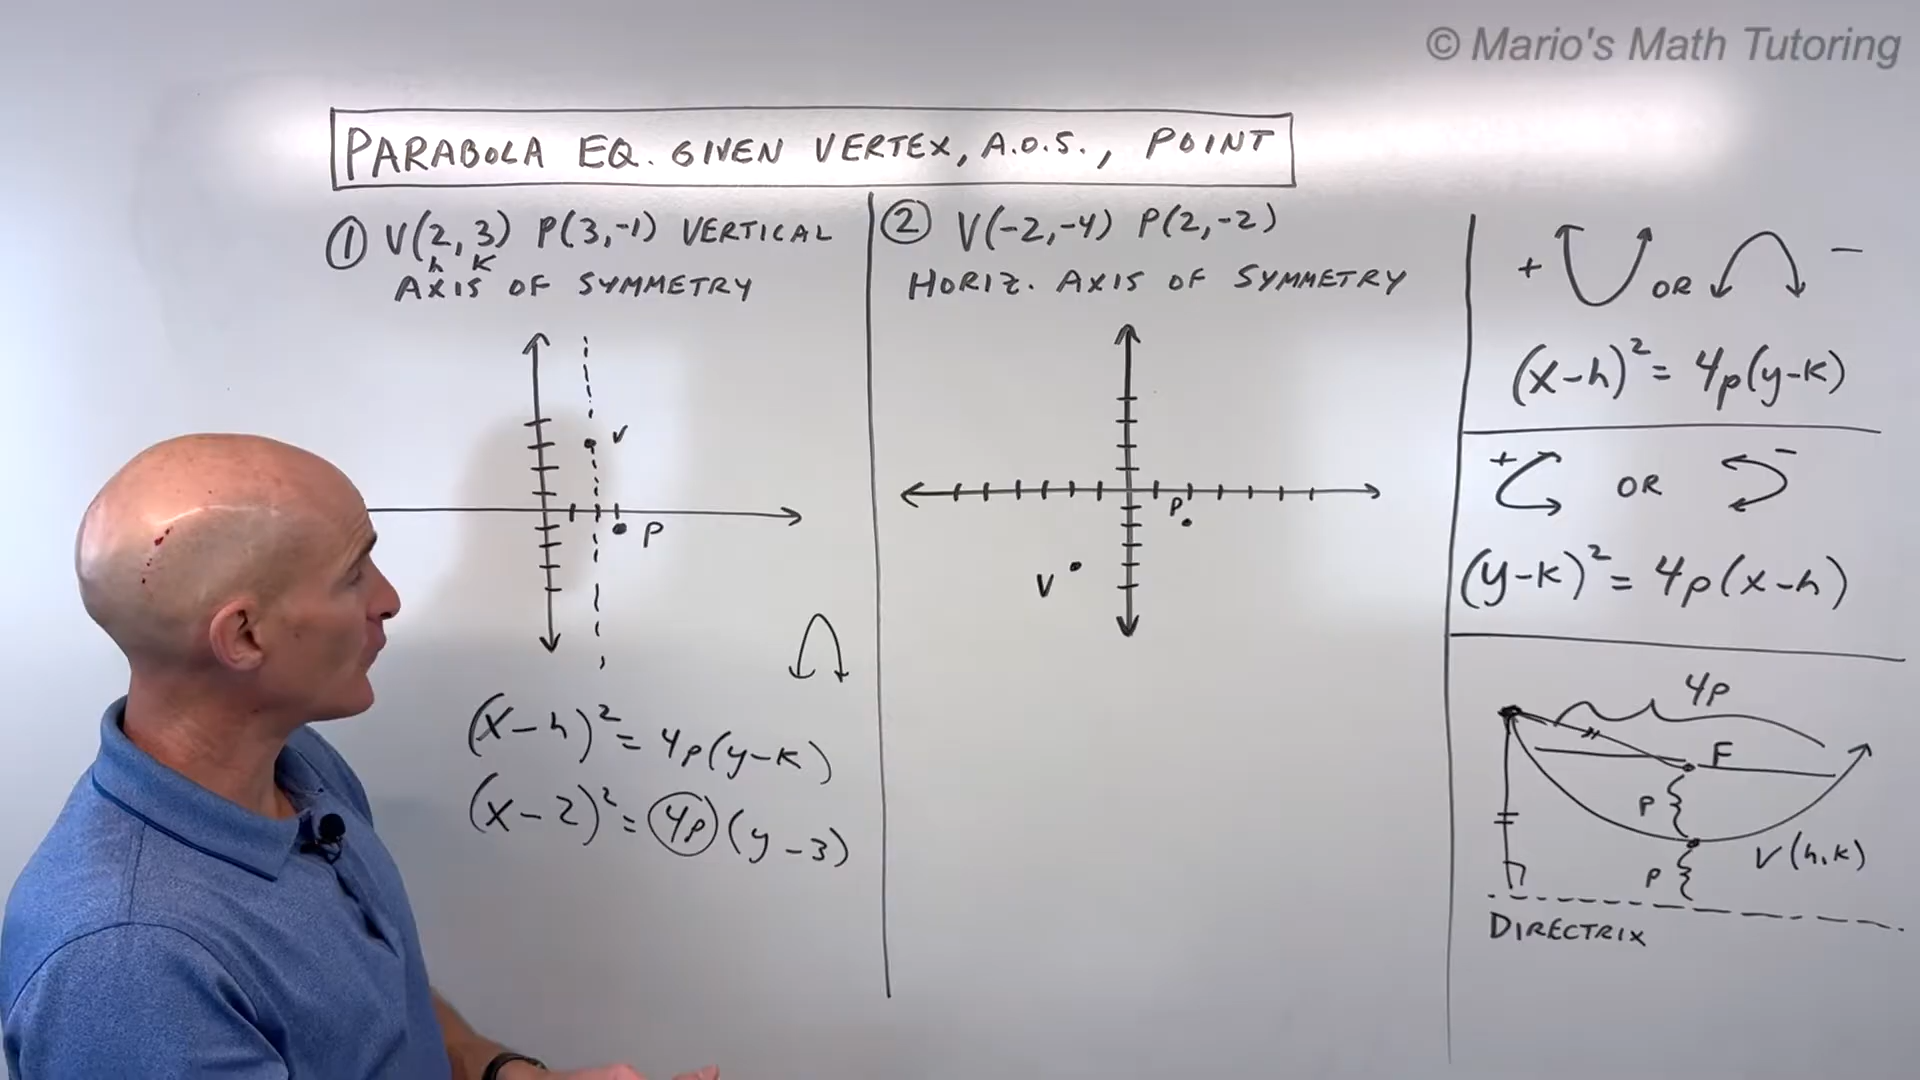 © Mario's Math Tutoring
PARABOLA EQ. GIVEN VERTEX, A.O.S., POINT
① V(2, 3) P(3,-1) VERTICAL
h k
AXIS OF SYMMETRY
V
P
(x-h)² = 4p(y-k)
(x-2)² = 4p(y-3)
② V(-2,-4) P(2,-2)
HORIZ. AXIS OF SYMMETRY
P
V
+ OR -
(x-h)² = 4p(y-k)
+ OR -
(y-k)² = 4p(x-h)
4p
F
P
V(h,k)
P
DIRECTRIX